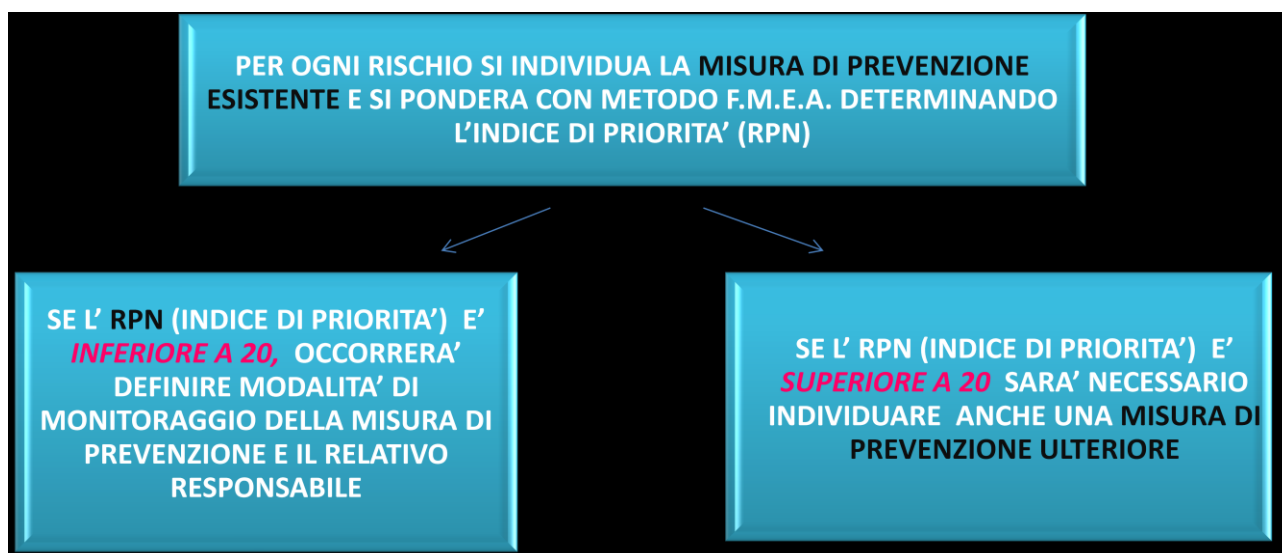 PER OGNI RISCHIO SI INDIVIDUA LA MISURA DI PREVENZIONE
ESISTENTE E SI PONDERA CON METODO F.M.E.A. DETERMINANDO
L’INDICE DI PRIORITA’ (RPN)
SE L’ RPN (INDICE DI PRIORITA’) E’
INFERIORE A 20, OCCORRERA’
DEFINIRE MODALITA’ DI
MONITORAGGIO DELLA MISURA DI
PREVENZIONE E IL RELATIVO
RESPONSABILE
SE L’ RPN (INDICE DI PRIORITA’) E’
SUPERIORE A 20 SARA’ NECESSARIO
INDIVIDUARE ANCHE UNA MISURA DI
PREVENZIONE ULTERIORE